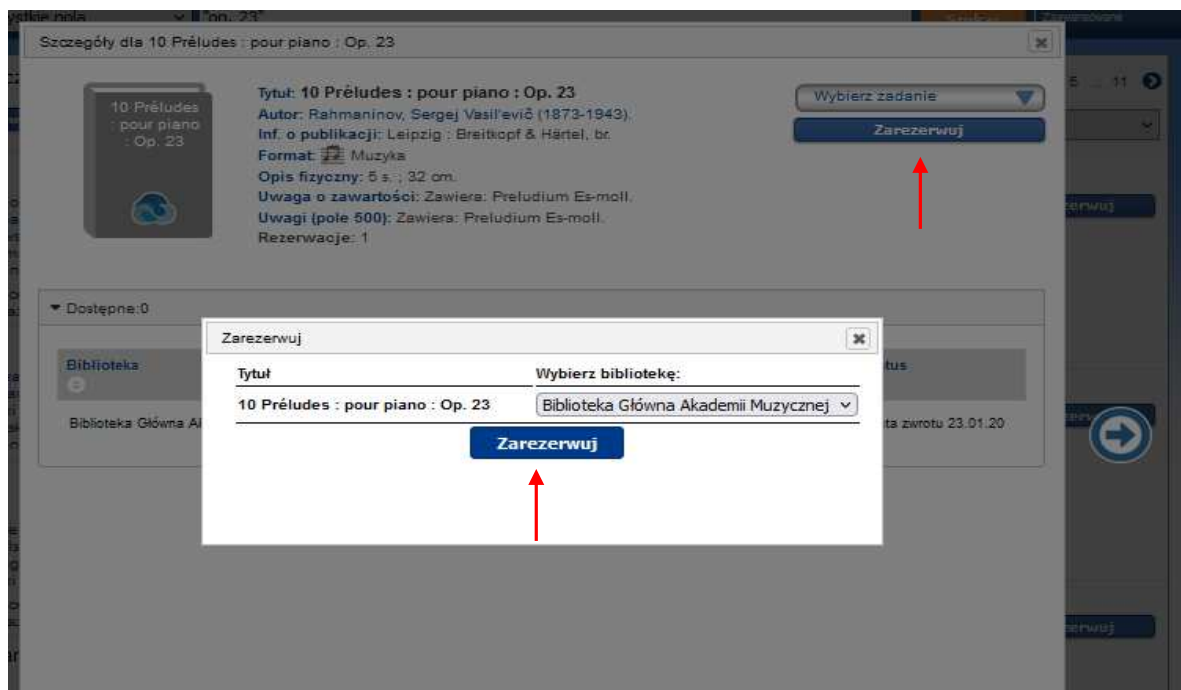 "op. 23"
Szczegóły dla 10 Préludes : pour piano : Op. 23
10 Préludes
: pour piano
: Op. 23
Tytuł: 10 Préludes : pour piano : Op. 23
Autor: Rahmaninov, Sergej Vasil'evič (1873-1943).
Inf. o publikacji: Leipzig : Breitkopf & Härtel, br.
Format: Muzyka
Opis fizyczny: 5 s. ; 32 cm.
Uwaga o zawartości: Zawiera: Preludium Es-moll.
Uwagi (pole 500): Zawiera: Preludium Es-moll.
Rezerwacje: 1
Wybierz zadanie
Zarezerwuj
11
Dostępne:0
Biblioteka
Biblioteka Główna
zwrotu 23.01.20
Zarezerwuj
Tytuł
Wybierz bibliotekę:
10 Préludes : pour piano : Op. 23
Biblioteka Główna Akademii Muzycznej
Zarezerwuj